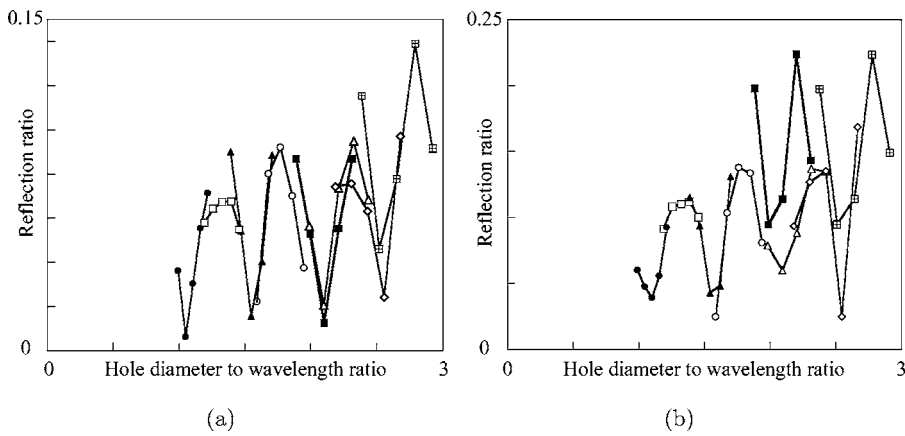 0.15
Reflection ratio
0
0
Hole diameter to wavelength ratio
3
(a)
0.25
Reflection ratio
0
0
Hole diameter to wavelength ratio
3
(b)